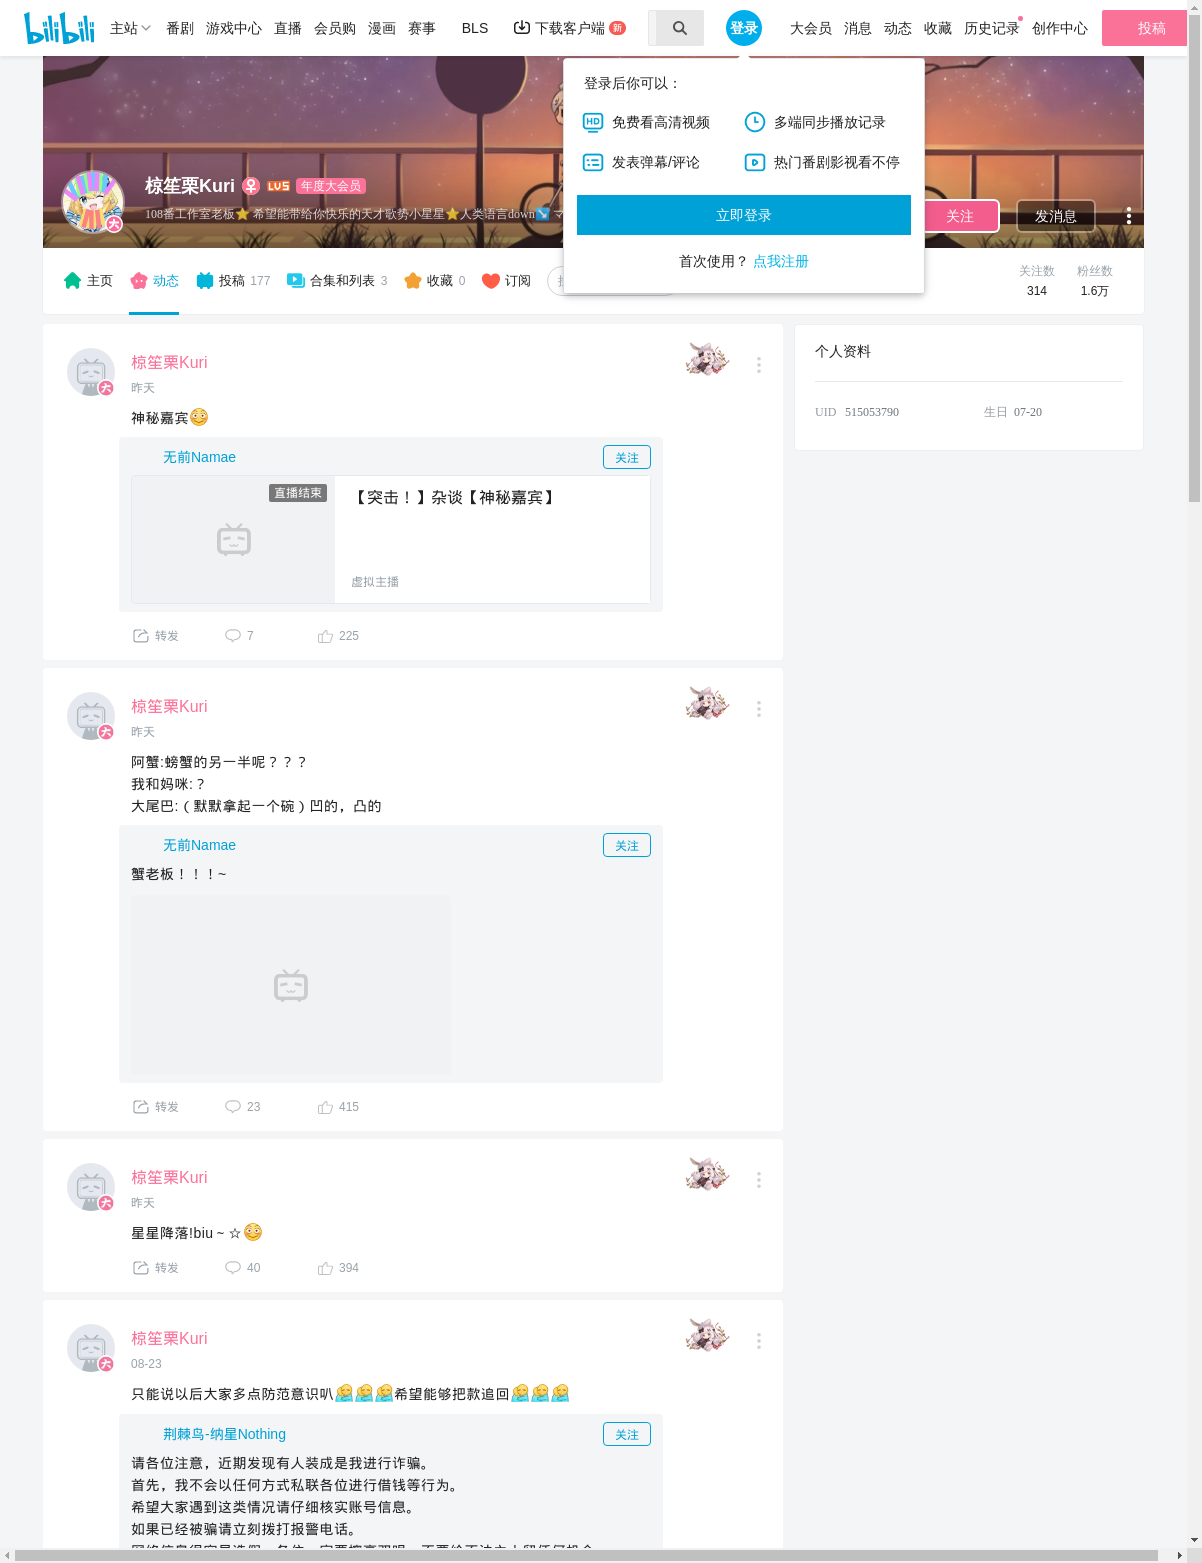 bilibili 主站 番剧 游戏中心 直播 会员购 漫画 赛事 BLS 下载客户端 新 登录 大会员 消息 动态 收藏 历史记录 创作中心 投稿
登录后你可以：
免费看高清视频 多端同步播放记录
发表弹幕/评论 热门番剧影视看不停
立即登录
首次使用？ 点我注册
椋笙栗Kuri LV5 年度大会员
大
108番工作室老板⭐ 希望能带给你快乐的天才歌势小星星⭐人类语言down↘️
关注 发消息
主页 动态 投稿 177 合集和列表 3 收藏 0 订阅
关注数 粉丝数
314 1.6万
个人资料
UID 515053790 生日 07-20
椋笙栗Kuri
昨天
大
神秘嘉宾😳
无前Namae 关注
直播结束
【突击！】杂谈【神秘嘉宾】
虚拟主播
转发 7 225
椋笙栗Kuri
昨天
大
阿蟹:螃蟹的另一半呢？？？
我和妈咪:？
大尾巴:（默默拿起一个碗）凹的，凸的
无前Namae 关注
蟹老板！！！~
转发 23 415
椋笙栗Kuri
昨天
大
星星降落!biu～☆😳
转发 40 394
椋笙栗Kuri
08-23
大
只能说以后大家多点防范意识叭希望能够把款追回
荆棘鸟-纳星Nothing 关注
请各位注意，近期发现有人装成是我进行诈骗。
首先，我不会以任何方式私联各位进行借钱等行为。
希望大家遇到这类情况请仔细核实账号信息。
如果已经被骗请立刻拨打报警电话。